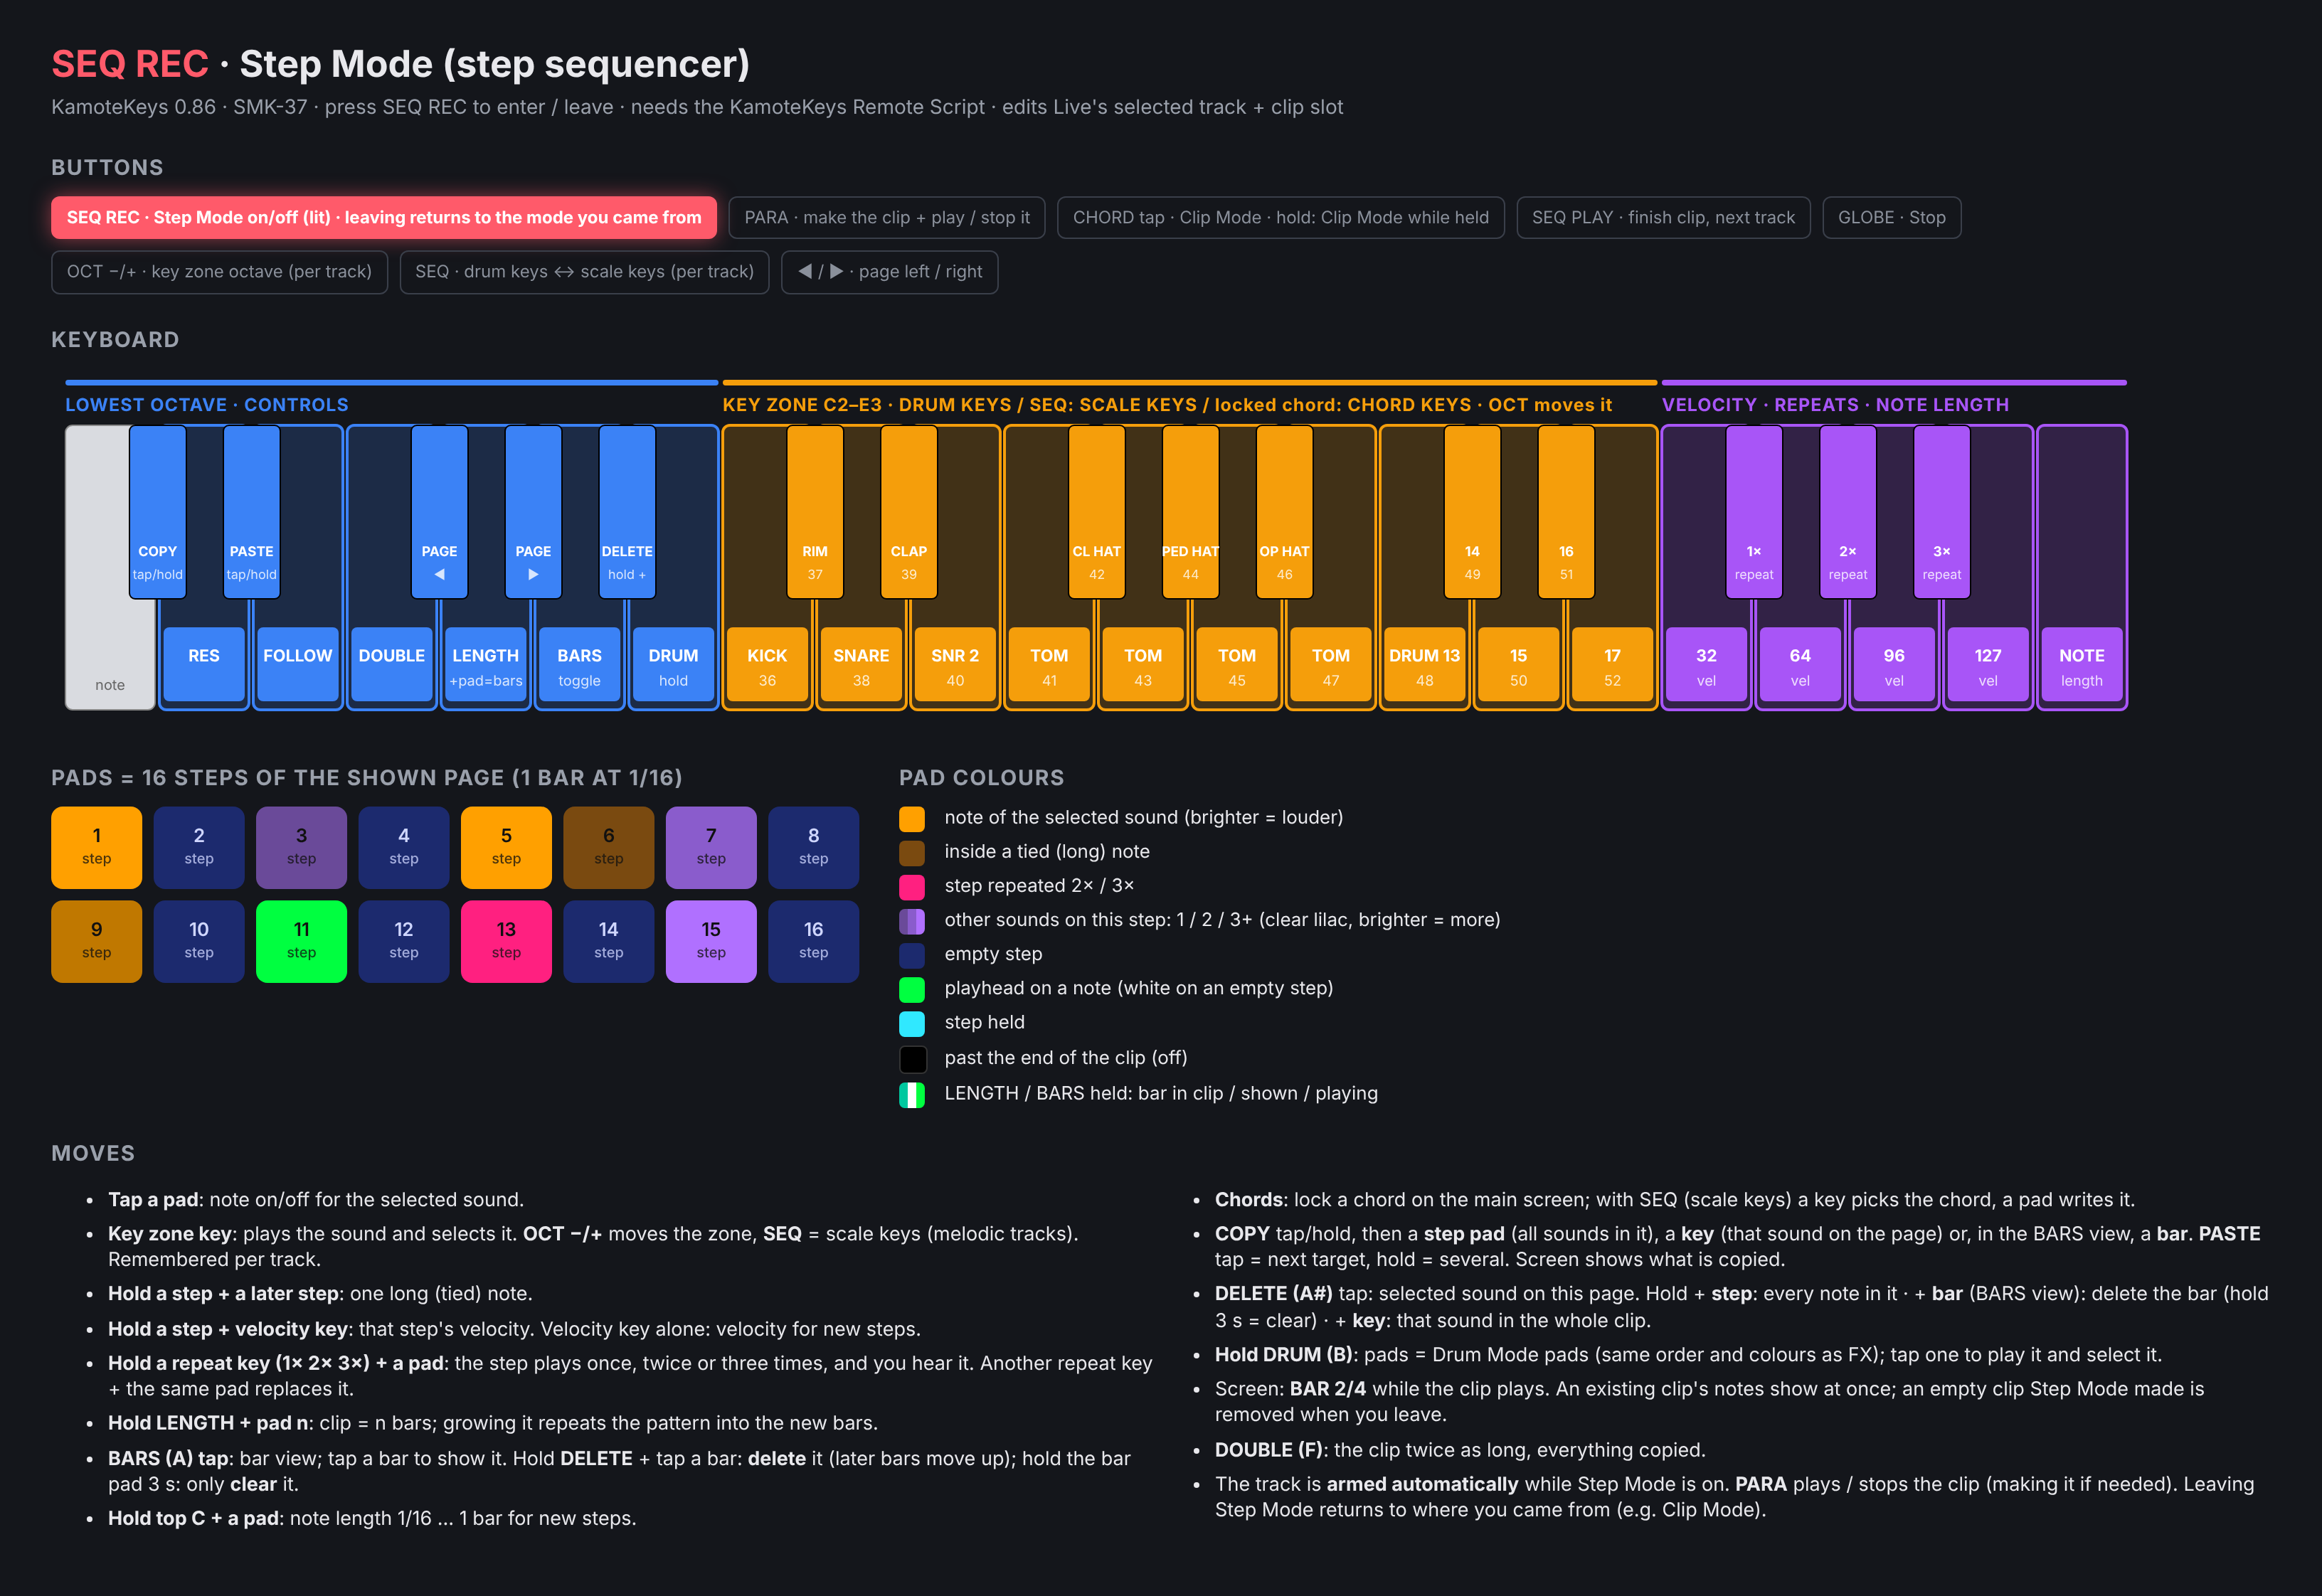 SEQ REC · Step Mode (step sequencer)
KamoteKeys 0.86 · SMK-37 · press SEQ REC to enter / leave · needs the KamoteKeys Remote Script · edits Live's selected track + clip slot
BUTTONS
SEQ REC · Step Mode on/off (lit) · leaving returns to the mode you came from
PARA · make the clip + play / stop it
CHORD tap · Clip Mode · hold: Clip Mode while held
SEQ PLAY · finish clip, next track
GLOBE · Stop
OCT −/+ · key zone octave (per track)
SEQ · drum keys ↔ scale keys (per track)
◀ / ▶ · page left / right
KEYBOARD
LOWEST OCTAVE · CONTROLS
KEY ZONE C2–E3 · DRUM KEYS / SEQ: SCALE KEYS / locked chord: CHORD KEYS · OCT moves it
VELOCITY · REPEATS · NOTE LENGTH
COPY
tap/hold
PASTE
tap/hold
PAGE
◀
PAGE
▶
DELETE
hold +
RIM
37
CLAP
39
CL HAT
42
PED HAT
44
OP HAT
46
14
49
16
51
1×
repeat
2×
repeat
3×
repeat
note
RES
FOLLOW
DOUBLE
LENGTH
+pad=bars
BARS
toggle
DRUM
hold
KICK
36
SNARE
38
SNR 2
40
TOM
41
TOM
43
TOM
45
TOM
47
DRUM 13
48
15
50
17
52
32
vel
64
vel
96
vel
127
vel
NOTE
length
PADS = 16 STEPS OF THE SHOWN PAGE (1 BAR AT 1/16)
1
step
2
step
3
step
4
step
5
step
6
step
7
step
8
step
9
step
10
step
11
step
12
step
13
step
14
step
15
step
16
step
PAD COLOURS
note of the selected sound (brighter = louder)
inside a tied (long) note
step repeated 2× / 3×
other sounds on this step: 1 / 2 / 3+ (clear lilac, brighter = more)
empty step
playhead on a note (white on an empty step)
step held
past the end of the clip (off)
LENGTH / BARS held: bar in clip / shown / playing
MOVES
• Tap a pad: note on/off for the selected sound.
• Key zone key: plays the sound and selects it. OCT −/+ moves the zone, SEQ = scale keys (melodic tracks).
Remembered per track.
• Hold a step + a later step: one long (tied) note.
• Hold a step + velocity key: that step's velocity. Velocity key alone: velocity for new steps.
• Hold a repeat key (1× 2× 3×) + a pad: the step plays once, twice or three times, and you hear it. Another repeat key
+ the same pad replaces it.
• Hold LENGTH + pad n: clip = n bars; growing it repeats the pattern into the new bars.
• BARS (A) tap: bar view; tap a bar to show it. Hold DELETE + tap a bar: delete it (later bars move up); hold the bar
pad 3 s: only clear it.
• Hold top C + a pad: note length 1/16 … 1 bar for new steps.
• Chords: lock a chord on the main screen; with SEQ (scale keys) a key picks the chord, a pad writes it.
• COPY tap/hold, then a step pad (all sounds in it), a key (that sound on the page) or, in the BARS view, a bar. PASTE
tap = next target, hold = several. Screen shows what is copied.
• DELETE (A#) tap: selected sound on this page. Hold + step: every note in it · + bar (BARS view): delete the bar (hold
3 s = clear) · + key: that sound in the whole clip.
• Hold DRUM (B): pads = Drum Mode pads (same order and colours as FX); tap one to play it and select it.
• Screen: BAR 2/4 while the clip plays. An existing clip's notes show at once; an empty clip Step Mode made is
removed when you leave.
• DOUBLE (F): the clip twice as long, everything copied.
• The track is armed automatically while Step Mode is on. PARA plays / stops the clip (making it if needed). Leaving
Step Mode returns to where you came from (e.g. Clip Mode).